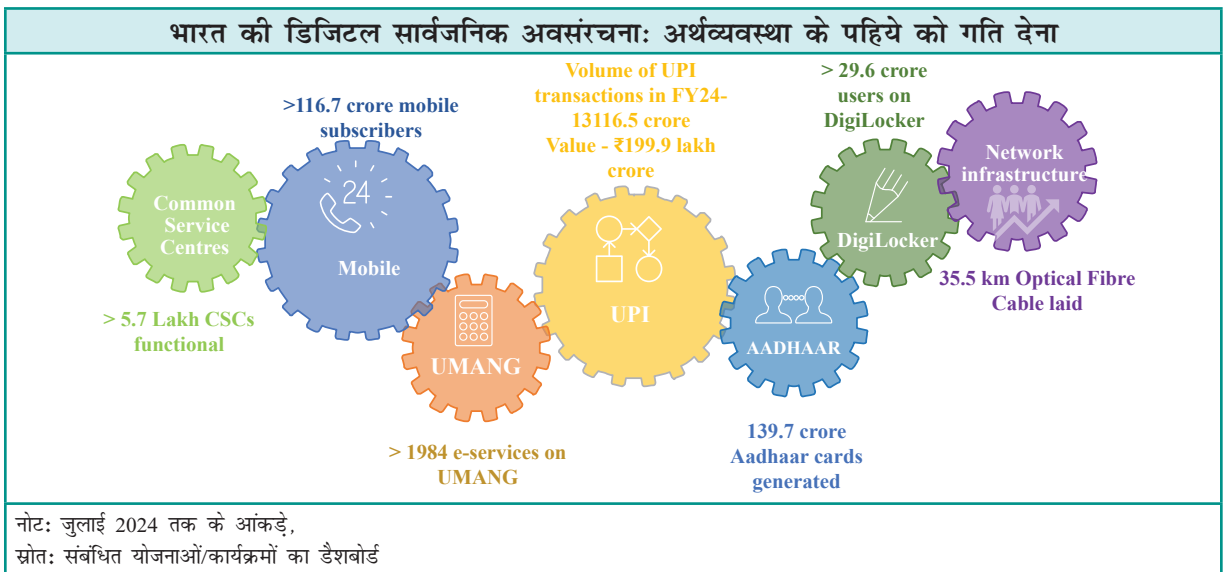 भारत की डिजिटल सार्वजनिक अवसंरचनाः अर्थव्यवस्था के पहिये को गति देना
>116.7 crore mobile
subscribers
Volume of UPI
transactions in FY24-
13116.5 crore
Value - ₹199.9 lakh
crore
> 29.6 crore
users on
DigiLocker
Common
Service
Centres
24
Mobile
UMANG
UPI
AADHAAR
DigiLocker
Network
infrastructure
> 5.7 Lakh CSCs
functional
> 1984 e-services on
UMANG
139.7 crore
Aadhaar cards
generated
35.5 km Optical Fibre
Cable laid
नोटः जुलाई 2024 तक के आंकड़े,
स्रोतः संबंधित योजनाओं/कार्यक्रमों का डैशबोर्ड